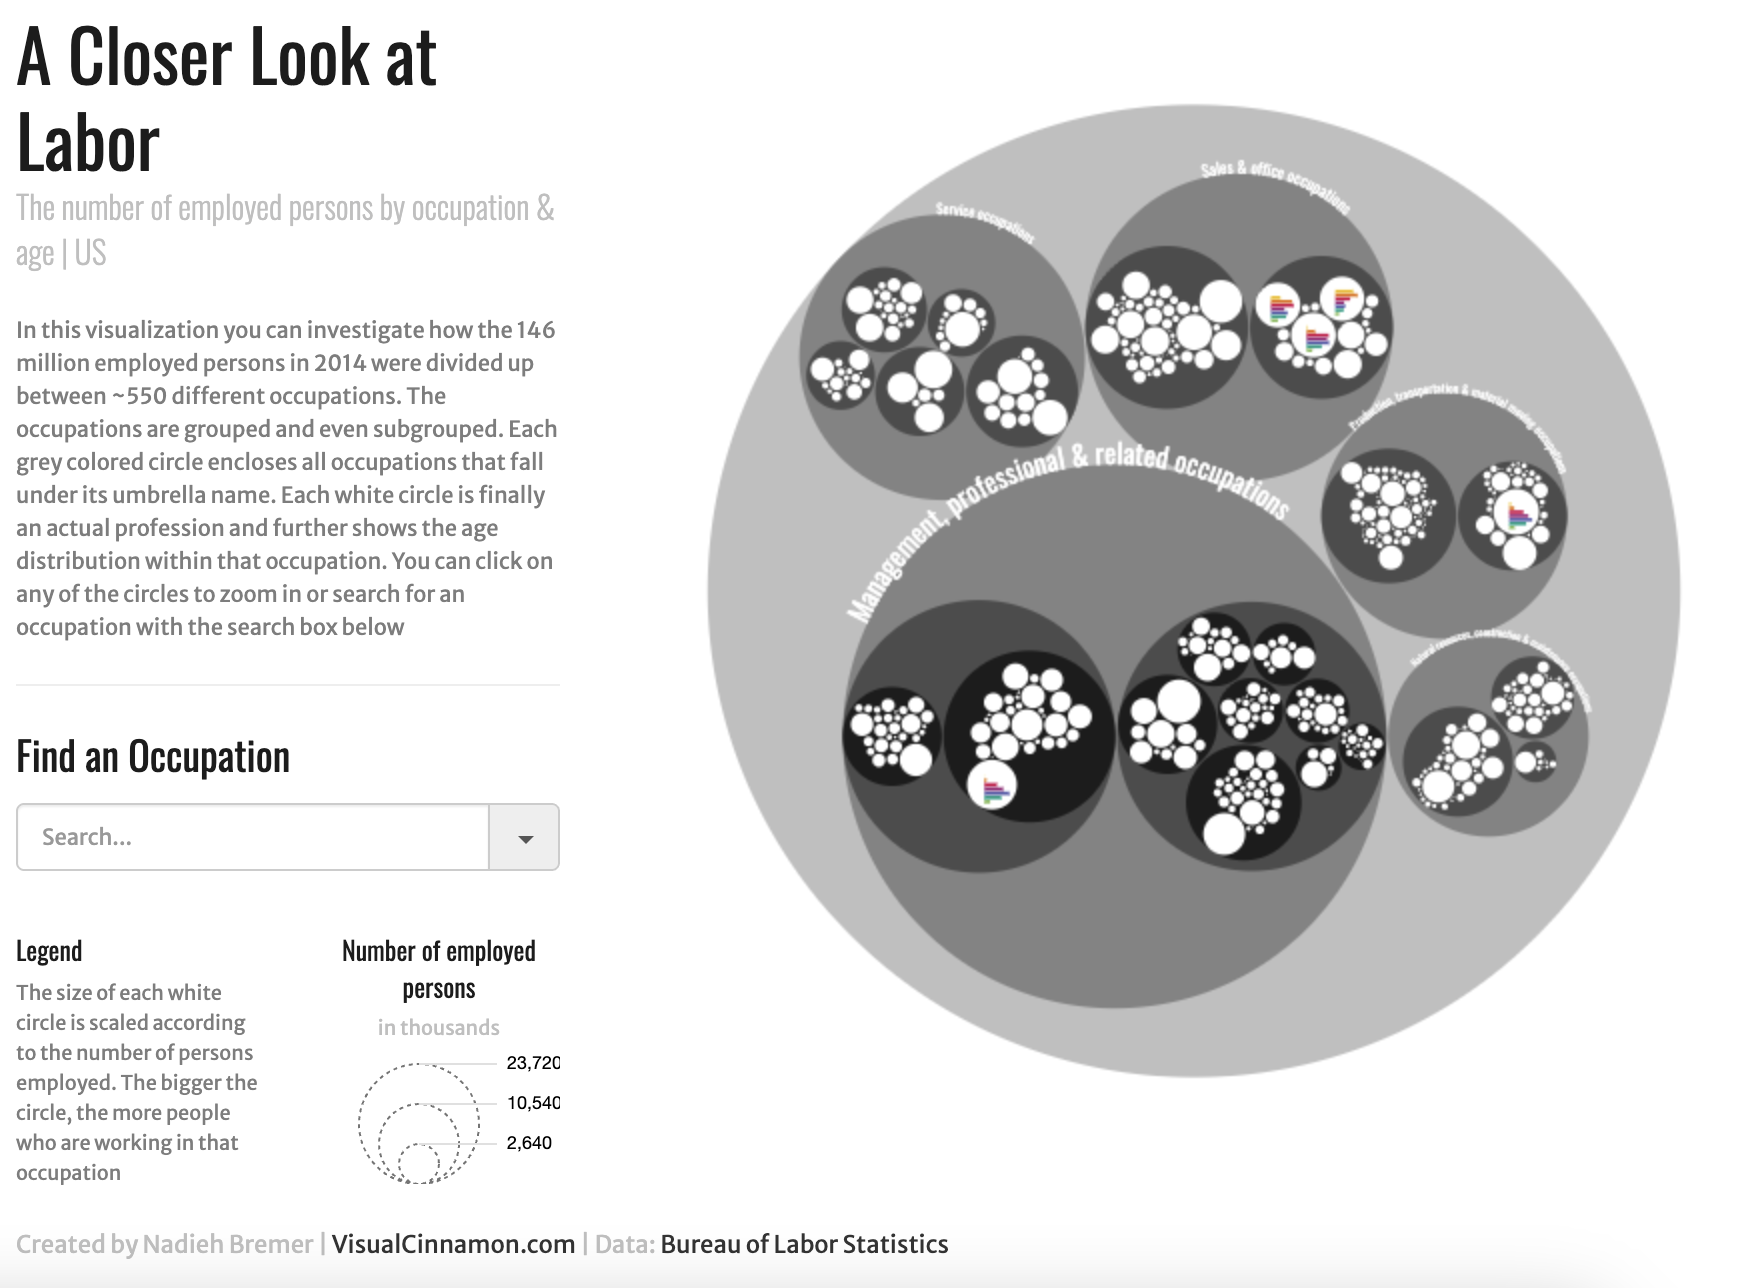 A Closer Look at
Labor
The number of employed persons by occupation &
age | US
In this visualization you can investigate how the 146
million employed persons in 2014 were divided up
between ~550 different occupations. The
occupations are grouped and even subgrouped. Each
grey colored circle encloses all occupations that fall
under its umbrella name. Each white circle is finally
an actual profession and further shows the age
distribution within that occupation. You can click on
any of the circles to zoom in or search for an
occupation with the search box below
Find an Occupation
Search...
Legend
The size of each white
circle is scaled according
to the number of persons
employed. The bigger the
circle, the more people
who are working in that
occupation
Number of employed
persons
in thousands
23,720
10,540
2,640
Service occupations
Sales & office occupations
Production, transportation & material moving occupations
Management, professional & related occupations
Natural resources, construction & maintenance occupations
Created by Nadieh Bremer | VisualCinnamon.com | Data: Bureau of Labor Statistics